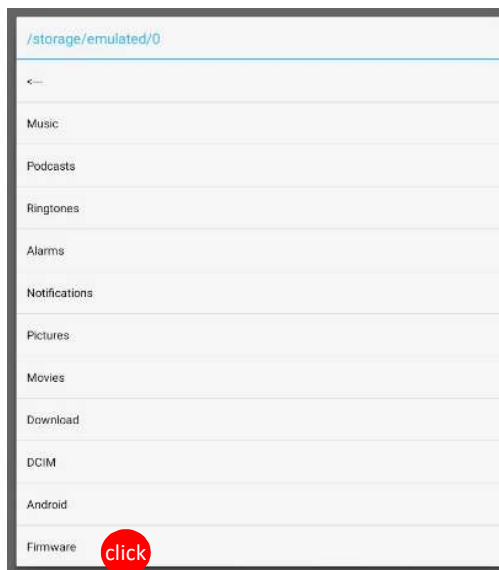 /storage/emulated/0
<---
Music
Podcasts
Ringtones
Alarms
Notifications
Pictures
Movies
Download
DCIM
Android
Firmware click